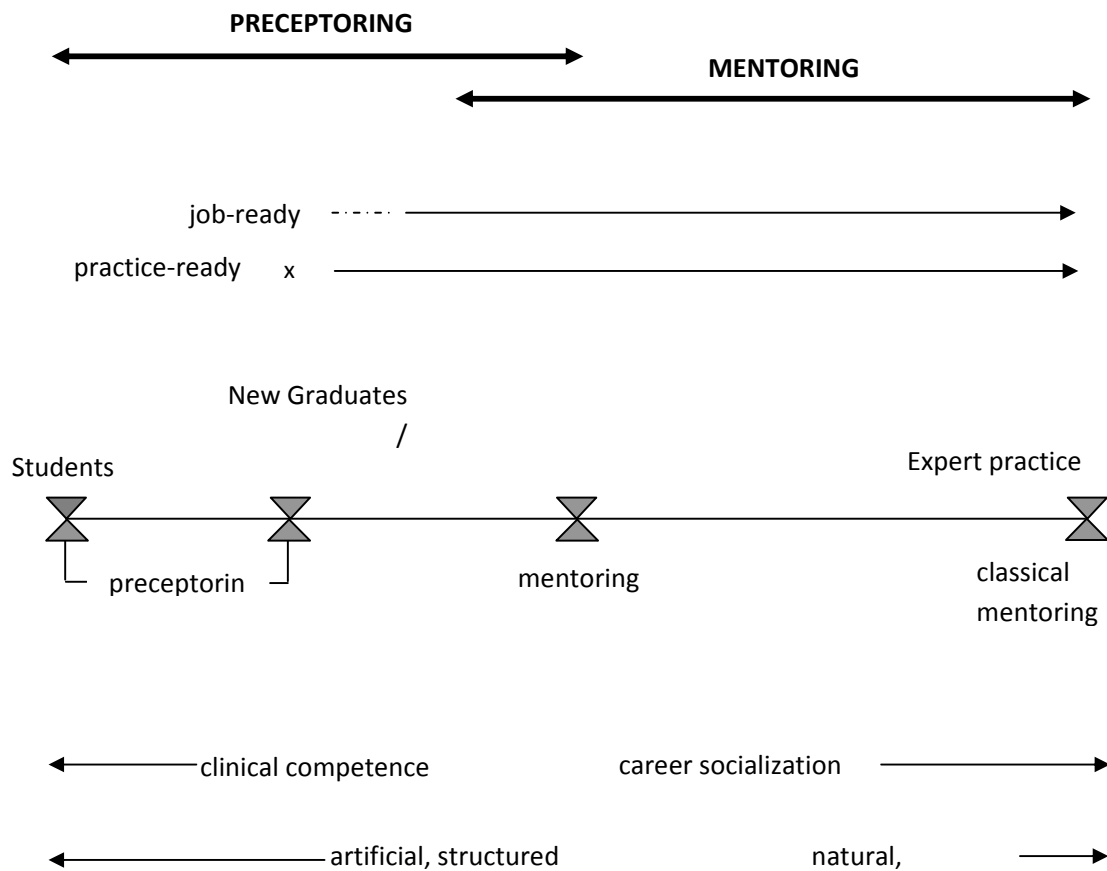 PRECEPTORING
MENTORING
job-ready
practice-ready x
New Graduates
/
Students
Expert practice
preceptorin
mentoring
classical
mentoring
clinical competence
career socialization
artificial, structured
natural,